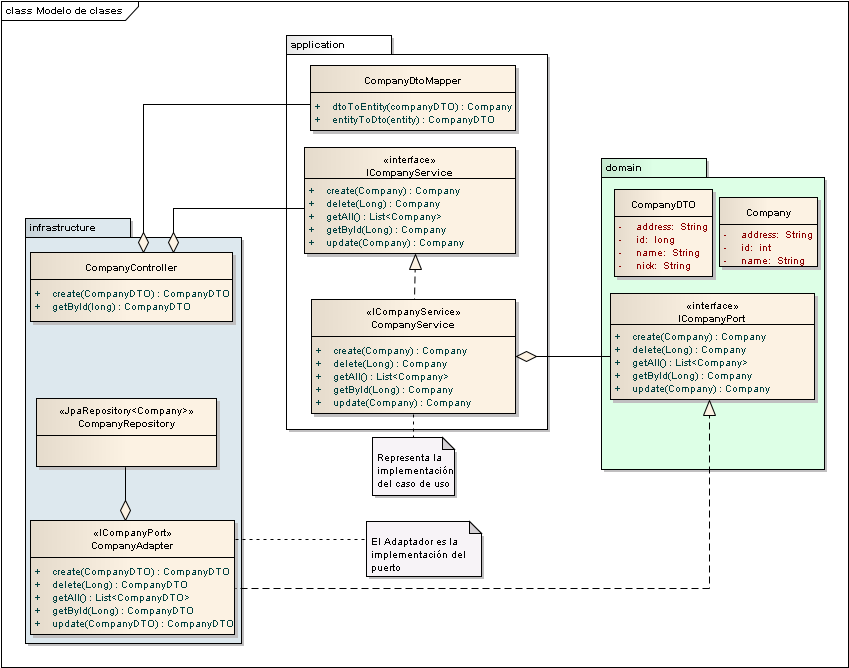 class Modelo de clases
application
CompanyDtoMapper
+ dtoToEntity(companyDTO) : Company
+ entityToDto(entity) : CompanyDTO
«interface»
ICompanyService
+ create(Company) : Company
+ delete(Long) : Company
+ getAll() : List<Company>
+ getById(Long) : Company
+ update(Company) : Company
«ICompanyService»
CompanyService
+ create(Company) : Company
+ delete(Long) : Company
+ getAll() : List<Company>
+ getById(Long) : Company
+ update(Company) : Company
Representa la
implementación
del caso de uso
domain
CompanyDTO
- address: String
- id: long
- name: String
- nick: String
Company
- address: String
- id: int
- name: String
«interface»
ICompanyPort
+ create(Company) : Company
+ delete(Long) : Company
+ getAll() : List<Company>
+ getById(Long) : Company
+ update(Company) : Company
infrastructure
CompanyController
+ create(CompanyDTO) : CompanyDTO
+ getById(long) : CompanyDTO
«JpaRepository<Company>»
CompanyRepository
«ICompanyPort»
CompanyAdapter
+ create(CompanyDTO) : CompanyDTO
+ delete(Long) : CompanyDTO
+ getAll() : List<CompanyDTO>
+ getById(Long) : CompanyDTO
+ update(CompanyDTO) : CompanyDTO
El Adaptador es la
implementación del
puerto